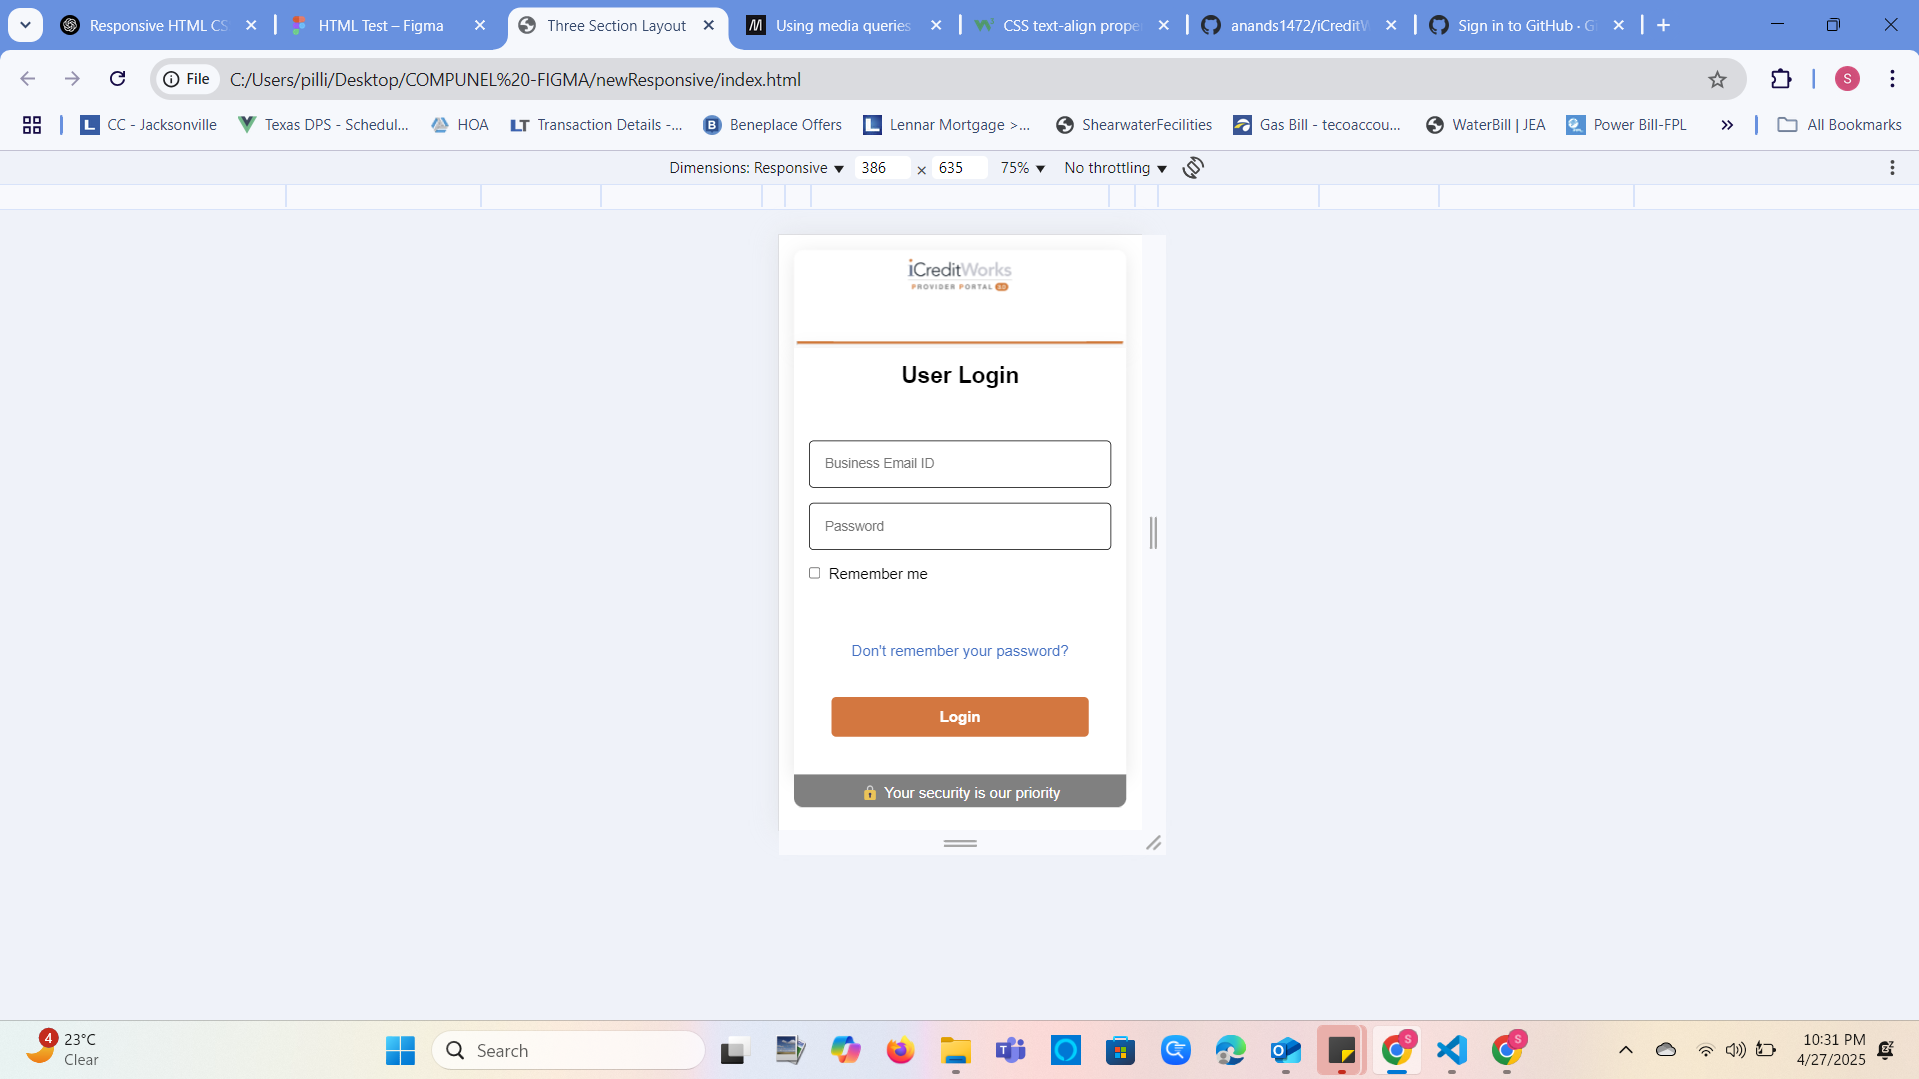 Responsive HTML CS
HTML Test – Figma
Three Section Layout
Using media queries
CSS text-align prope
anands1472/iCreditW
Sign in to GitHub · G
File
C:/Users/pilli/Desktop/COMPUNEL%20-FIGMA/newResponsive/index.html
S
CC - Jacksonville
Texas DPS - Schedul...
HOA
Transaction Details -...
Beneplace Offers
Lennar Mortgage >...
ShearwaterFecilities
Gas Bill - tecoaccou...
WaterBill | JEA
Power Bill-FPL
All Bookmarks
Dimensions: Responsive
386
x
635
75%
No throttling
iCreditWorks
PROVIDER PORTAL 2.0
User Login
Business Email ID
Password
Remember me
Don't remember your password?
Login
Your security is our priority
4
23°C
Clear
Search
S
S
10:31 PM
4/27/2025